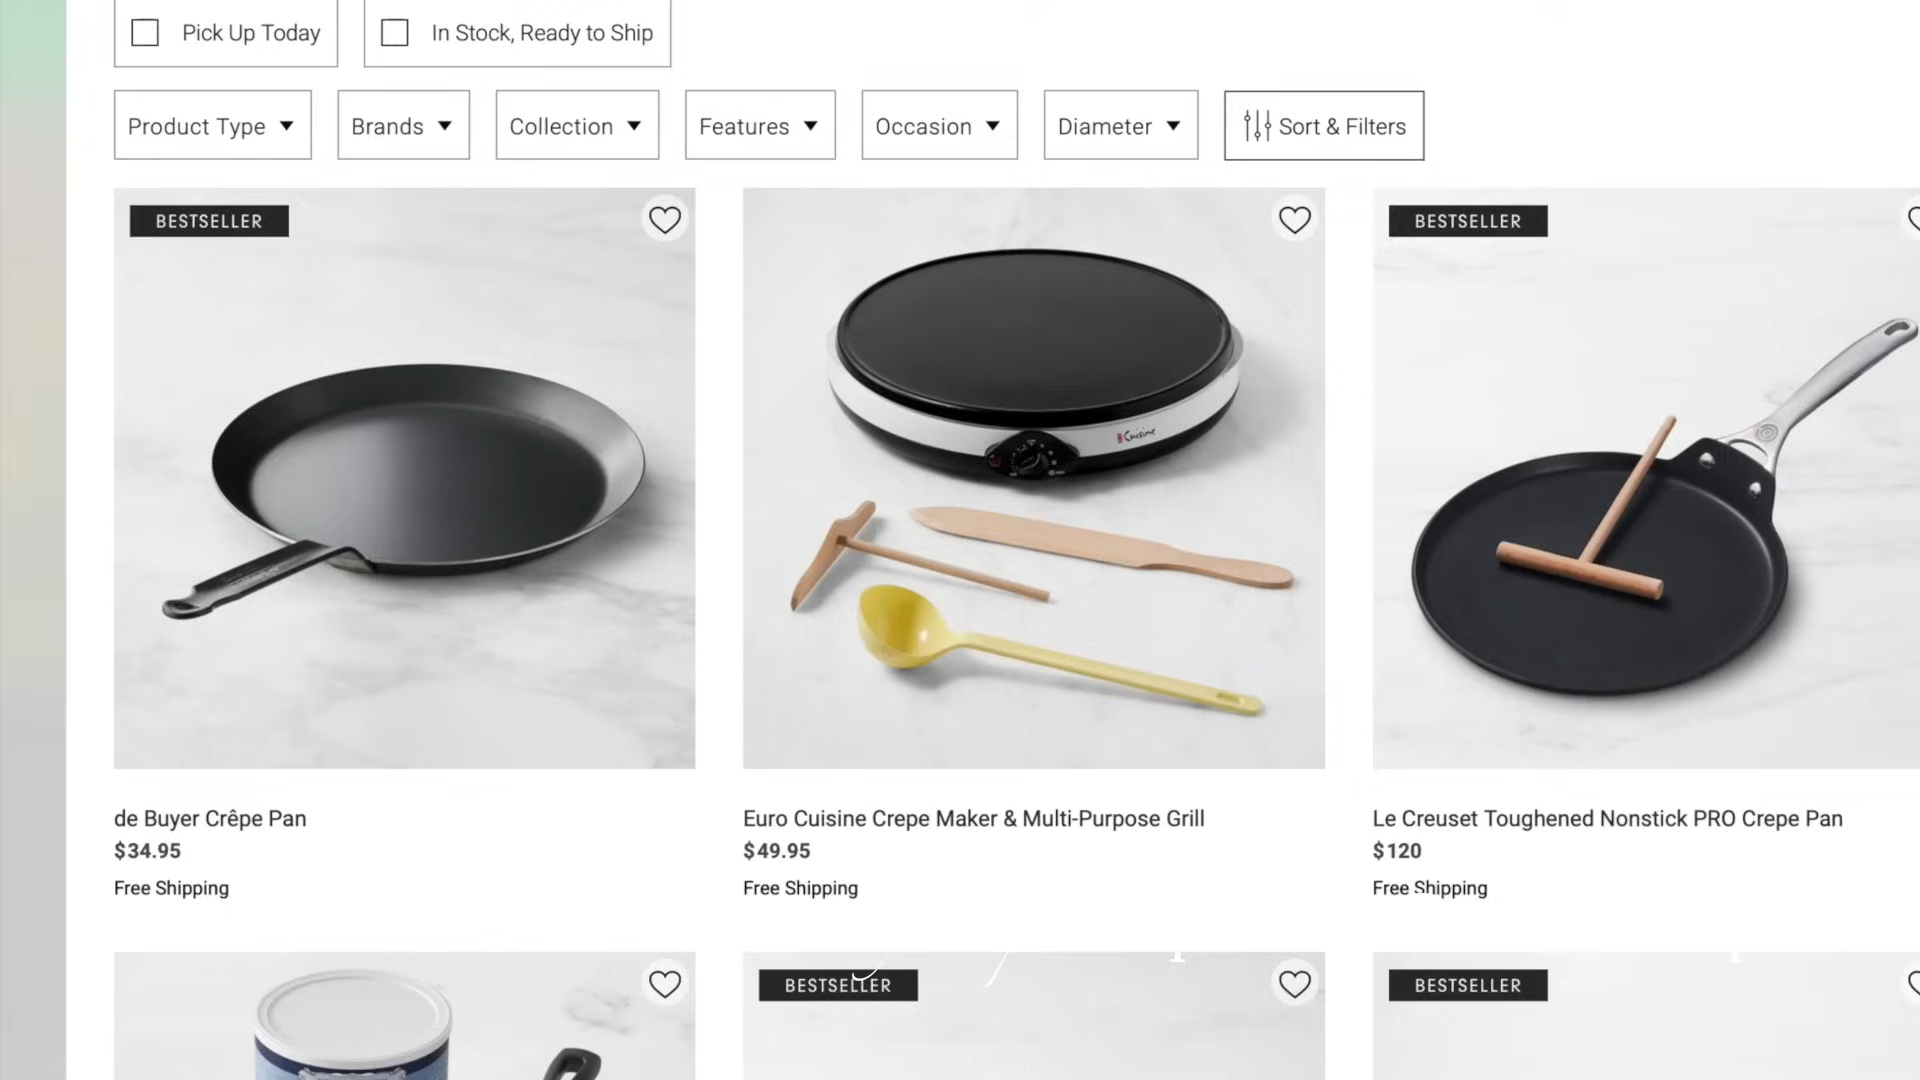 Pick Up Today
In Stock, Ready to Ship
Product Type
Brands
Collection
Features
Occasion
Diameter
Sort & Filters
BESTSELLER
BESTSELLER
Cuisine
de Buyer Crêpe Pan
$34.95
Free Shipping
Euro Cuisine Crepe Maker & Multi-Purpose Grill
$49.95
Free Shipping
Le Creuset Toughened Nonstick PRO Crepe Pan
$120
Free Shipping
BESTSELLER
BESTSELLER